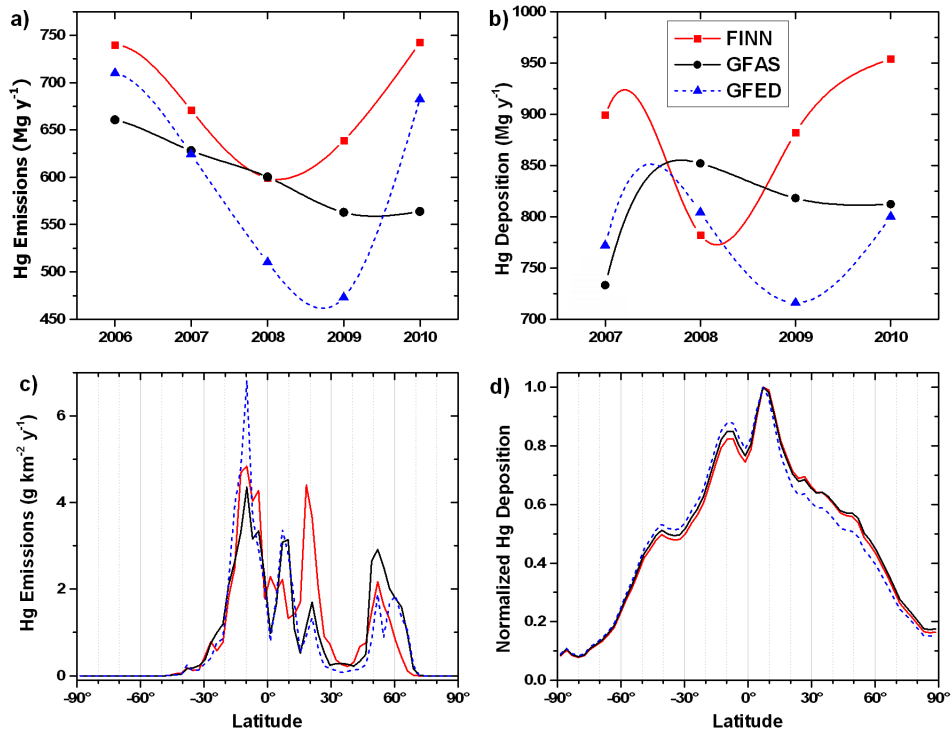 a)
Hg Emissions (Mg y⁻¹)
750
700
650
600
550
500
450
2006 2007 2008 2009 2010
b)
Hg Deposition (Mg y⁻¹)
1000
950
900
850
800
750
700
2007 2008 2009 2010
FINN
GFAS
GFED
c)
Hg Emissions (g km⁻² y⁻¹)
6
4
2
0
-90° -60° -30° 0° 30° 60° 90°
Latitude
d)
Normalized Hg Deposition
1.0
0.8
0.6
0.4
0.2
0.0
-90° -60° -30° 0° 30° 60° 90°
Latitude